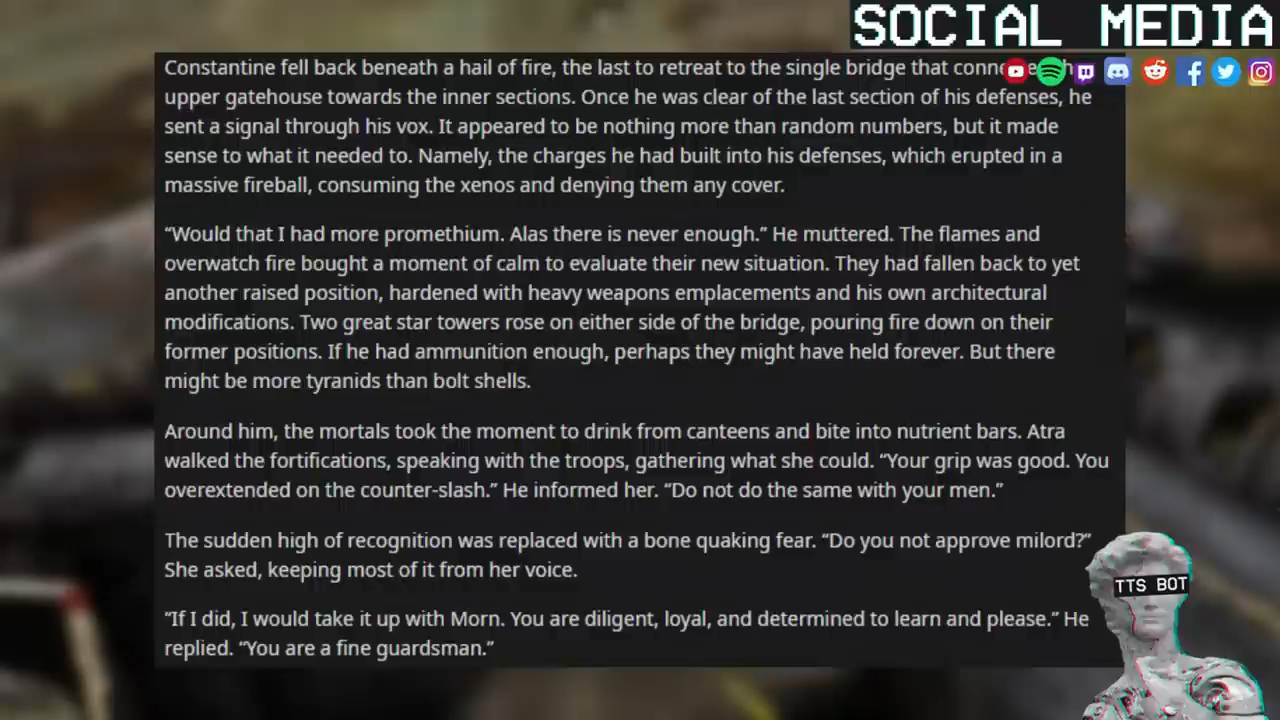 SOCIAL MEDIA
Constantine fell back beneath a hail of fire, the last to retreat to the single bridge that
upper gatehouse towards the inner sections. Once he was clear of the last section of his defenses, he
sent a signal through his vox. It appeared to be nothing more than random numbers, but it made
sense to what it needed to. Namely, the charges he had built into his defenses, which erupted in a
massive fireball, consuming the xenos and denying them any cover.
“Would that I had more promethium. Alas there is never enough.” He muttered. The flames and
overwatch fire bought a moment of calm to evaluate their new situation. They had fallen back to yet
another raised position, hardened with heavy weapons emplacements and his own architectural
modifications. Two great star towers rose on either side of the bridge, pouring fire down on their
former positions. If he had ammunition enough, perhaps they might have held forever. But there
might be more tyranids than bolt shells.
Around him, the mortals took the moment to drink from canteens and bite into nutrient bars. Atra
walked the fortifications, speaking with the troops, gathering what she could. “Your grip was good. You
overextended on the counter-slash.” He informed her. “Do not do the same with your men.”
The sudden high of recognition was replaced with a bone quaking fear. “Do you not approve milord?”
She asked, keeping most of it from her voice.
“If I did, I would take it up with Morn. You are diligent, loyal, and determined to learn and please.” He
replied. “You are a fine guardsman.”
TTS BOT